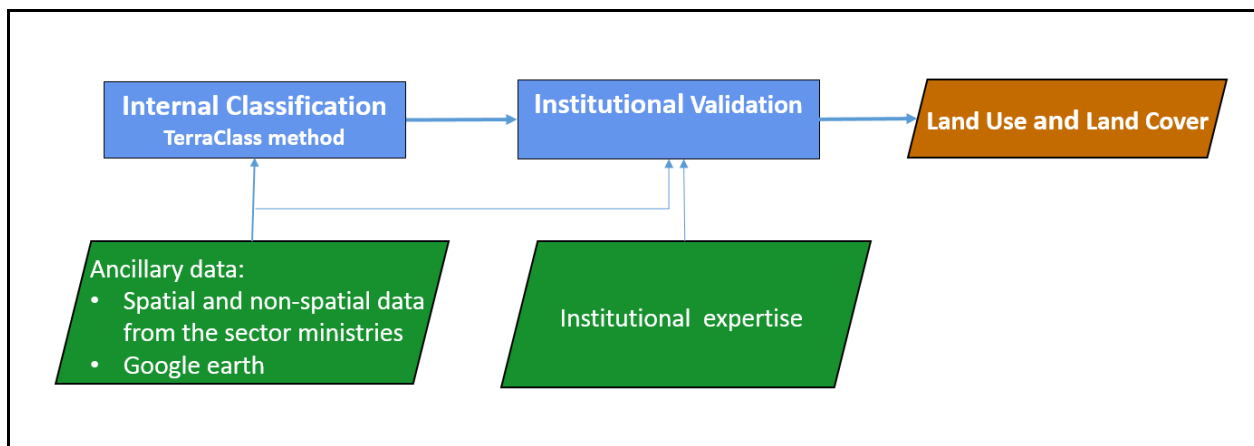 Internal Classification
TerraClass method
Institutional Validation
Land Use and Land Cover
Ancillary data:
• Spatial and non-spatial data
from the sector ministries
• Google earth
Institutional expertise